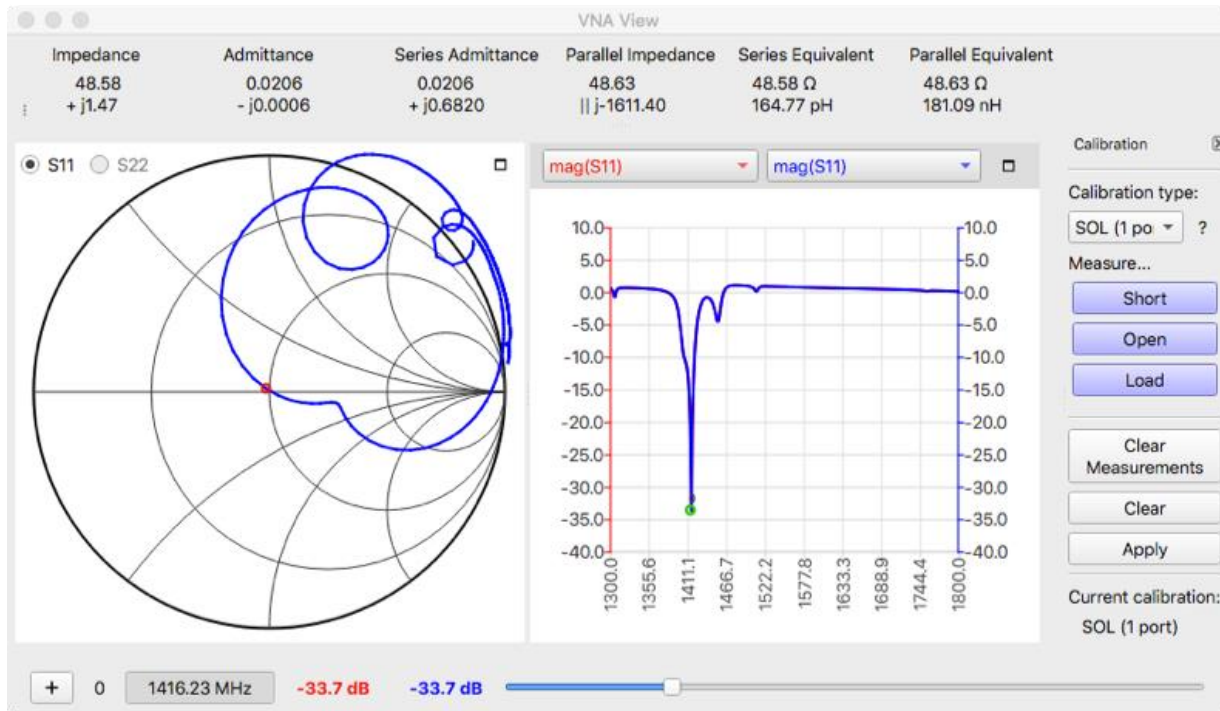 VNA View
Impedance Admittance Series Admittance Parallel Impedance Series Equivalent Parallel Equivalent
48.58 0.0206 0.0206 48.63 48.58 Ω 48.63 Ω
+ j1.47 - j0.0006 + j0.6820 || j-1611.40 164.77 pH 181.09 nH
S11 S22
mag(S11) mag(S11)
10.0 10.0
5.0 5.0
0.0 0.0
-5.0 -5.0
-10.0 -10.0
-15.0 -15.0
-20.0 -20.0
-25.0 -25.0
-30.0 -30.0
-35.0 -35.0
-40.0 -40.0
1300.0 1355.6 1411.1 1466.7 1522.2 1577.8 1633.3 1688.9 1744.4 1800.0
Calibration
Calibration type:
SOL (1 po ?
Measure...
Short
Open
Load
Clear
Measurements
Clear
Apply
Current calibration:
SOL (1 port)
+ 0 1416.23 MHz -33.7 dB -33.7 dB